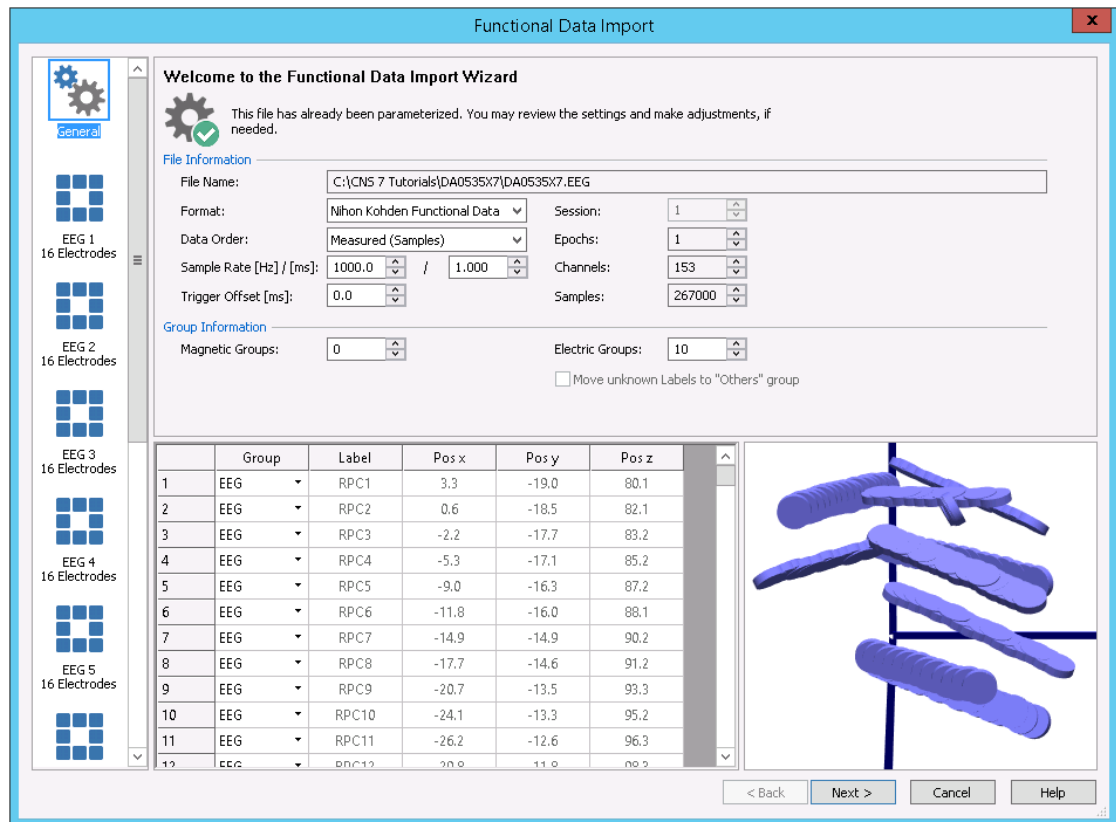 Functional Data Import
x
General
EEG 1
16 Electrodes
EEG 2
16 Electrodes
EEG 3
16 Electrodes
EEG 4
16 Electrodes
EEG 5
16 Electrodes
Welcome to the Functional Data Import Wizard
This file has already been parameterized. You may review the settings and make adjustments, if
needed.
File Information
File Name: C:\CNS 7 Tutorials\DA0535X7\DA0535X7.EEG
Format: Nihon Kohden Functional Data Session: 1
Data Order: Measured (Samples) Epochs: 1
Sample Rate [Hz] / [ms]: 1000.0 / 1.000 Channels: 153
Trigger Offset [ms]: 0.0 Samples: 267000
Group Information
Magnetic Groups: 0 Electric Groups: 10
Move unknown Labels to "Others" group
Group Label Pos x Pos y Pos z
1 EEG RPC1 3.3 -19.0 80.1
2 EEG RPC2 0.6 -18.5 82.1
3 EEG RPC3 -2.2 -17.7 83.2
4 EEG RPC4 -5.3 -17.1 85.2
5 EEG RPC5 -9.0 -16.3 87.2
6 EEG RPC6 -11.8 -16.0 88.1
7 EEG RPC7 -14.9 -14.9 90.2
8 EEG RPC8 -17.7 -14.6 91.2
9 EEG RPC9 -20.7 -13.5 93.3
10 EEG RPC10 -24.1 -13.3 95.2
11 EEG RPC11 -26.2 -12.6 96.3
12 EEG RPC12
< Back Next > Cancel Help